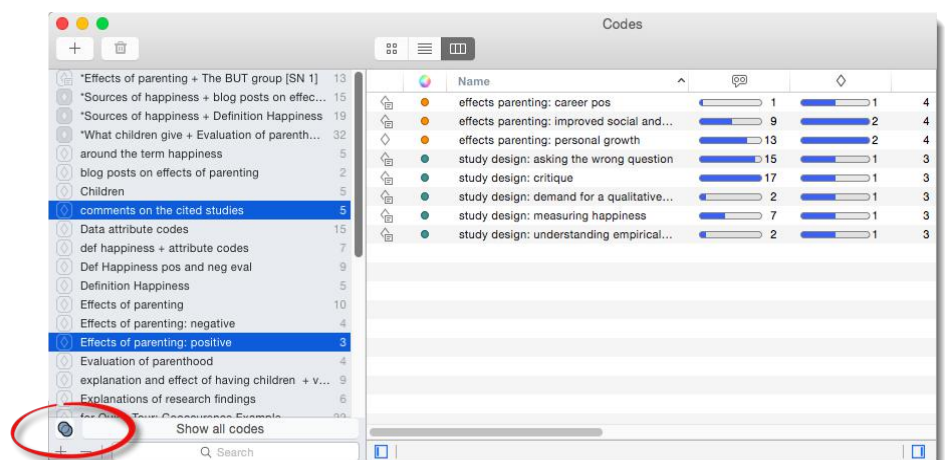 Codes
*Effects of parenting + The BUT group [SN 1] 13
*Sources of happiness + blog posts on effec... 15
*Sources of happiness + Definition Happiness 19
*What children give + Evaluation of parenth... 32
around the term happiness 5
blog posts on effects of parenting 2
Children 5
comments on the cited studies 5
Data attribute codes 15
def happiness + attribute codes 7
Def Happiness pos and neg eval 9
Definition Happiness 5
Effects of parenting 10
Effects of parenting: negative 4
Effects of parenting: positive 3
Evaluation of parenthood 4
explanation and effect of having children + v... 9
Explanations of research findings 6
Show all codes
Search
Name
effects parenting: career pos 1 1 4
effects parenting: improved social and... 9 2 4
effects parenting: personal growth 13 2 4
study design: asking the wrong question 15 1 3
study design: critique 17 1 3
study design: demand for a qualitative... 2 1 3
study design: measuring happiness 7 1 3
study design: understanding empirical... 2 1 3